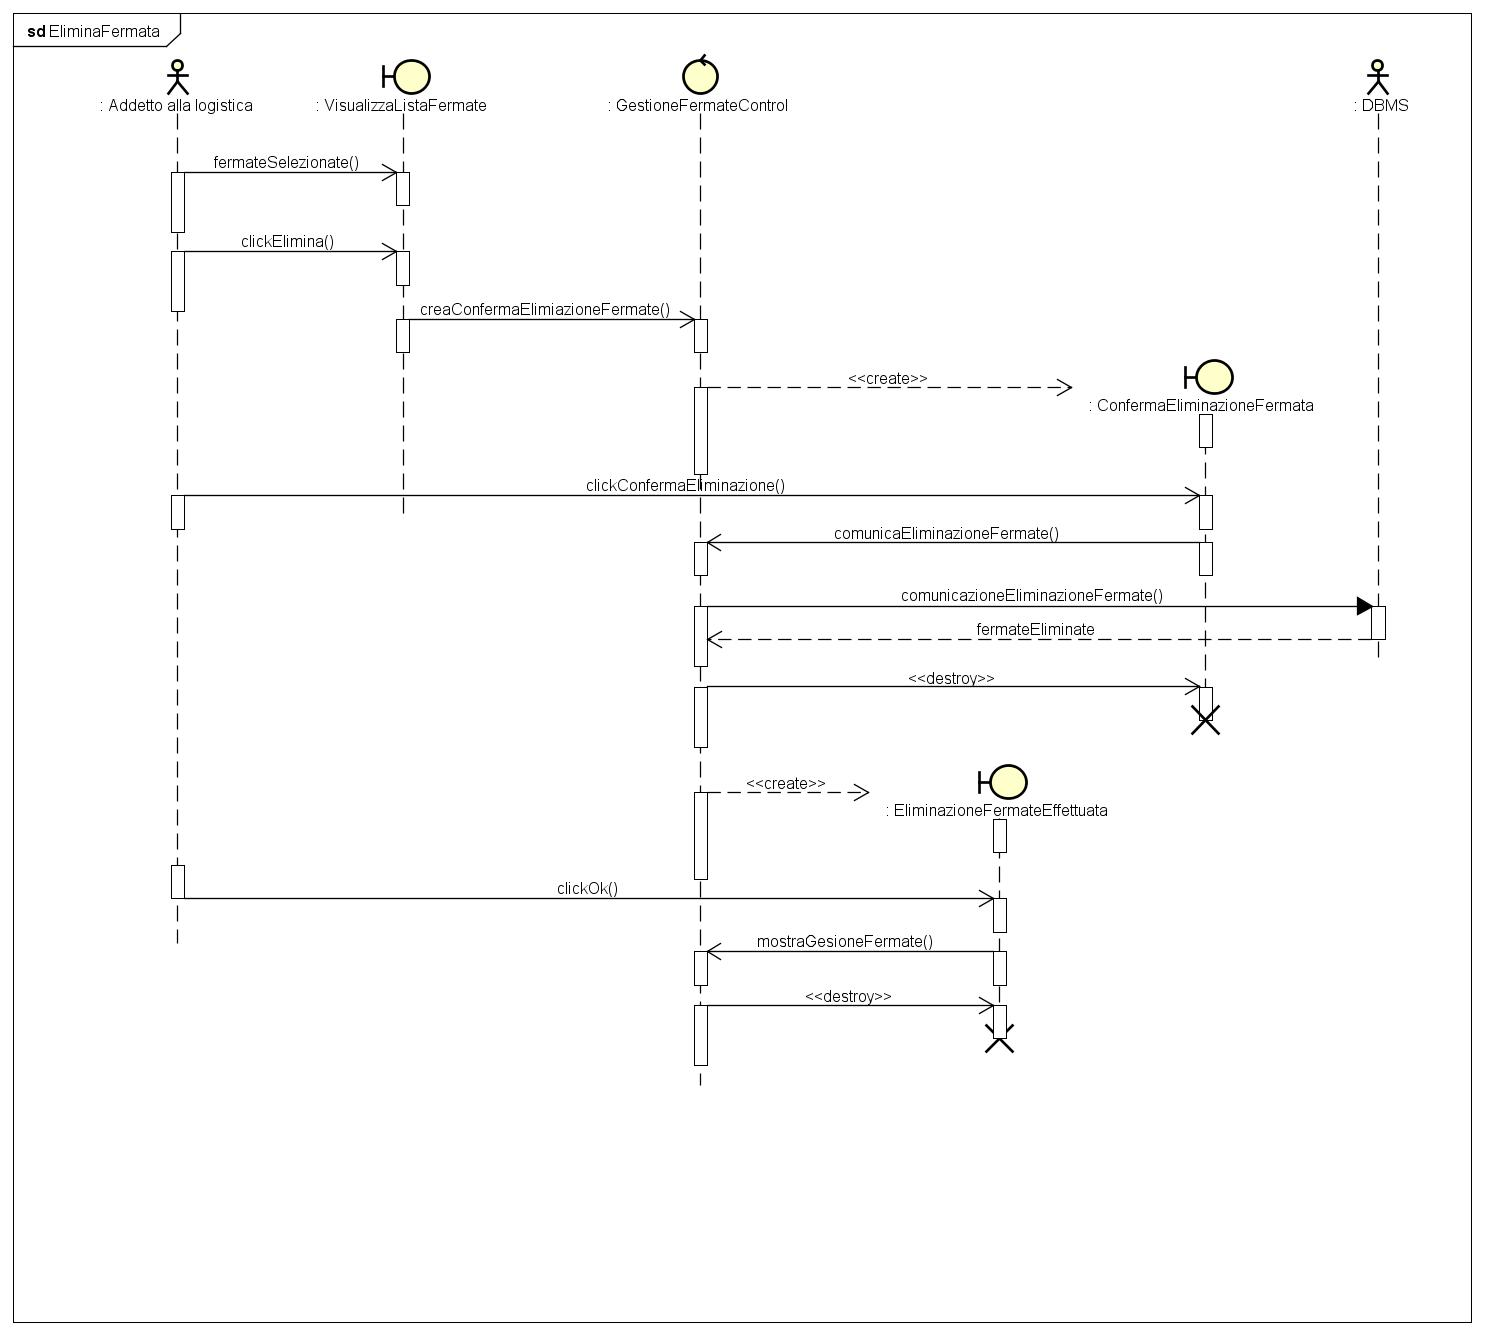 sd EliminaFermata
: Addetto alla logistica
: VisualizzaListaFermate
: GestioneFermateControl
: DBMS
fermateSelezionate()
clickElimina()
creaConfermaElimiazioneFermate()
<<create>>
: ConfermaEliminazioneFermata
clickConfermaEliminazione()
comunicaEliminazioneFermate()
comunicazioneEliminazioneFermate()
fermateEliminate
<<destroy>>
<<create>>
: EliminazioneFermateEffettuata
clickOk()
mostraGesioneFermate()
<<destroy>>